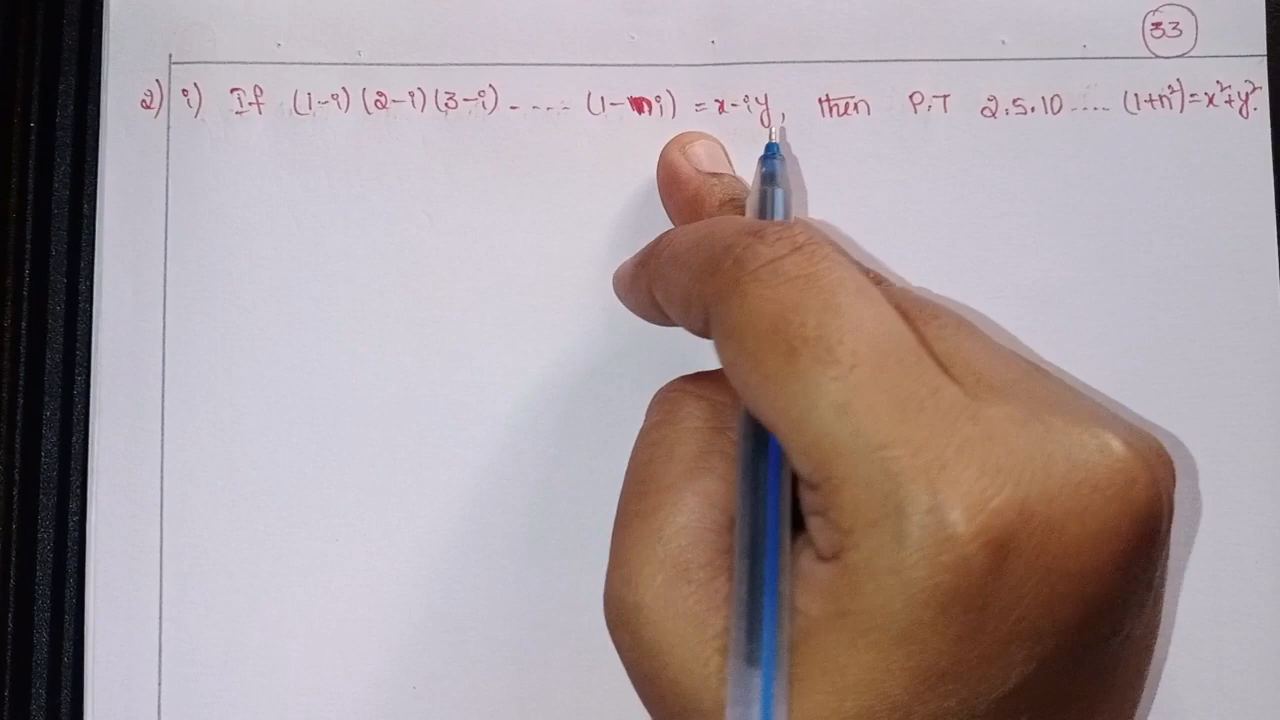 33
2) i) If (1-i)(2-i)(3-i)-----(1-ni) = x-iy, then P.T 2.5.10....(1+n²)=x²+y².